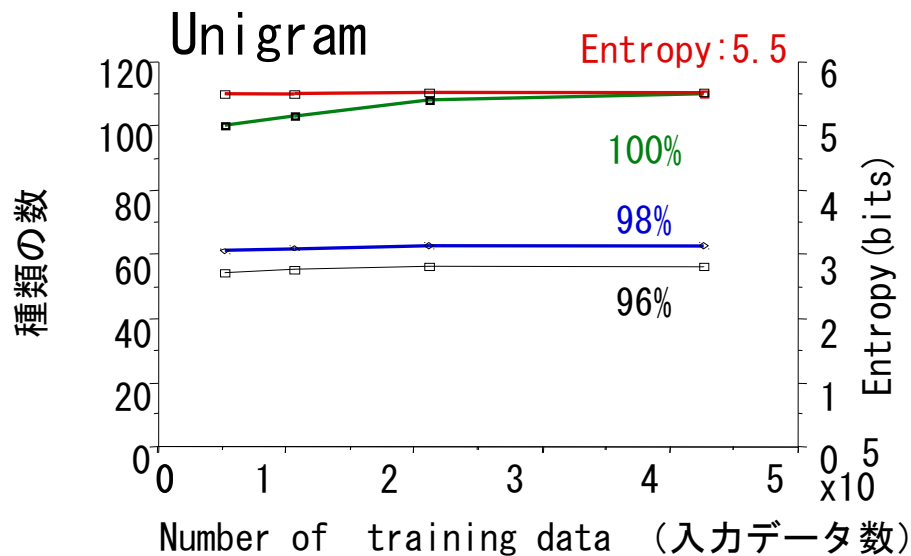 Unigram
Entropy:5.5
120
100
80
60
40
20
0
種類の数
100%
98%
96%
6
5
4
3
2
1
0
Entropy(bits)
0 1 2 3 4 5
x10 5
Number of training data (入力データ数)